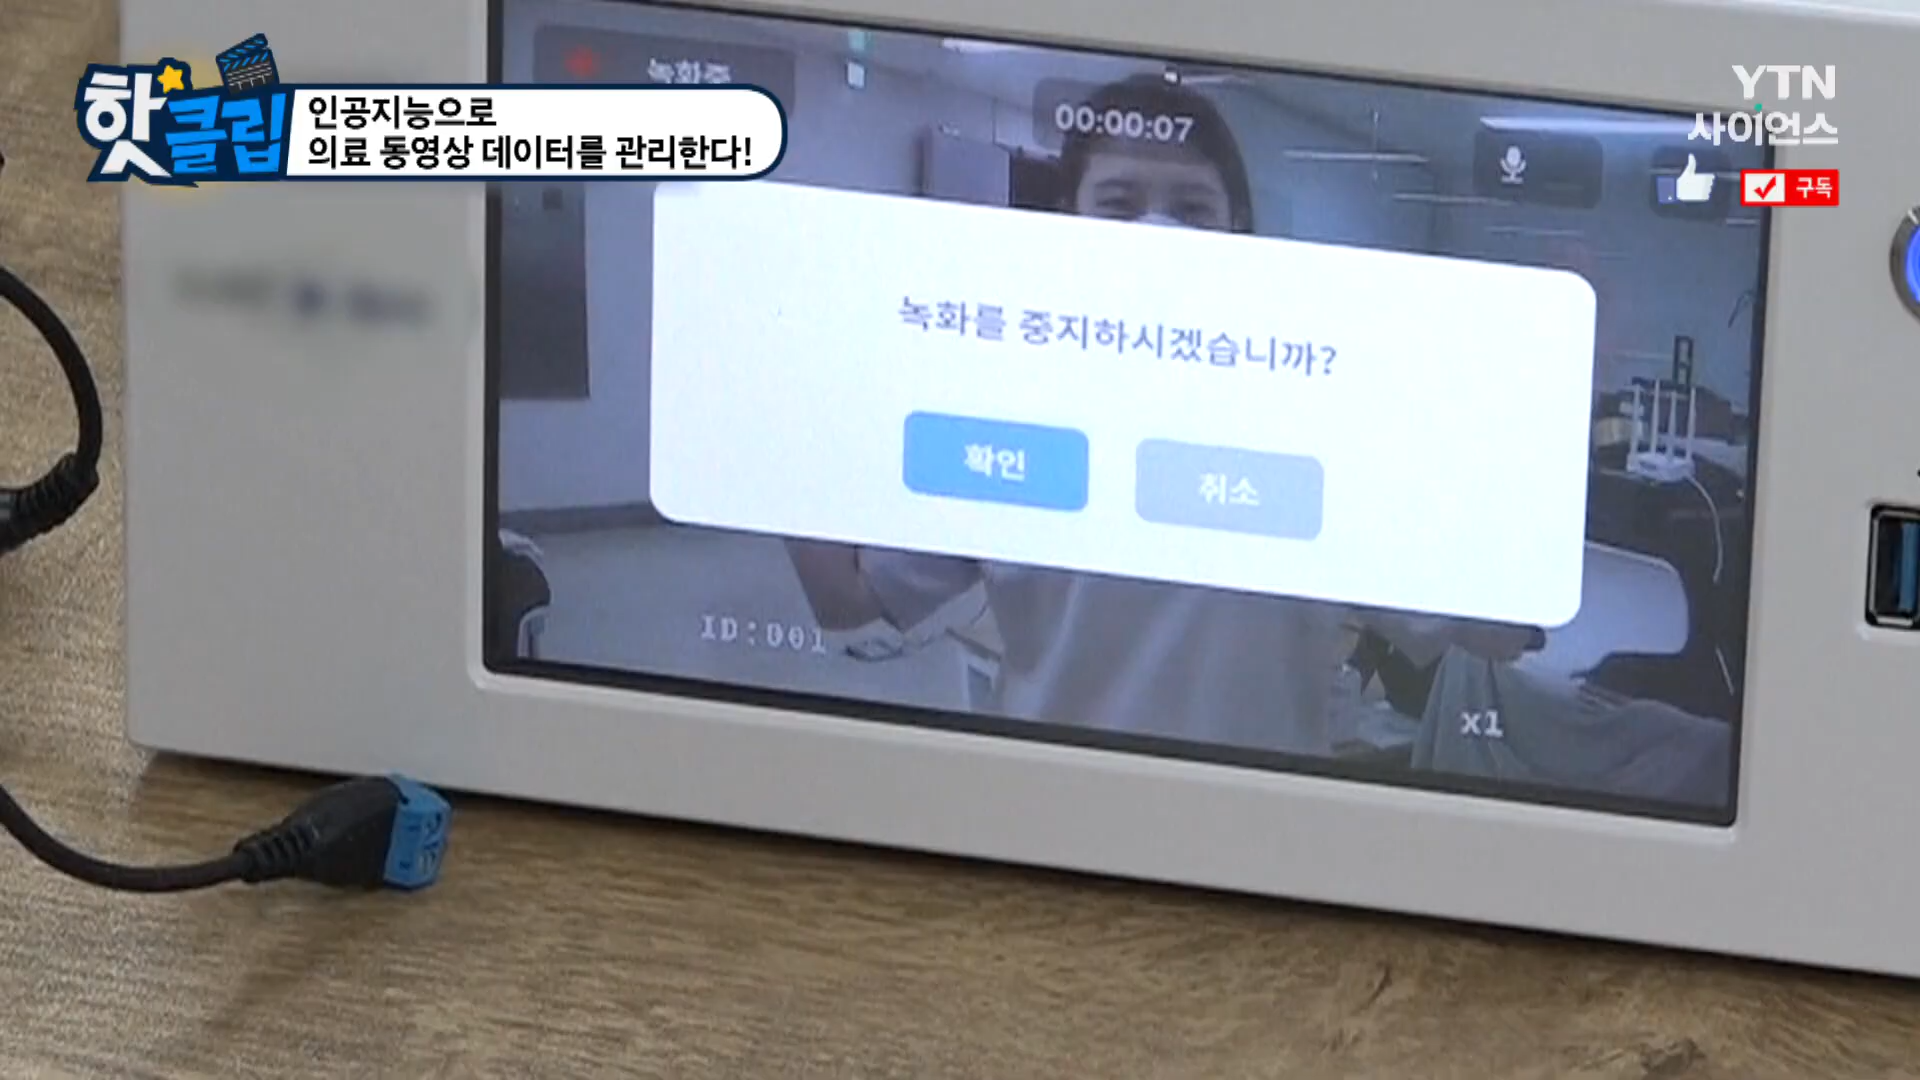 핫클립
인공지능으로
의료 동영상 데이터를 관리한다!
YTN
사이언스
구독
녹화중
00:00:07
녹화를 중지하시겠습니까?
확인
취소
ID:001
x1